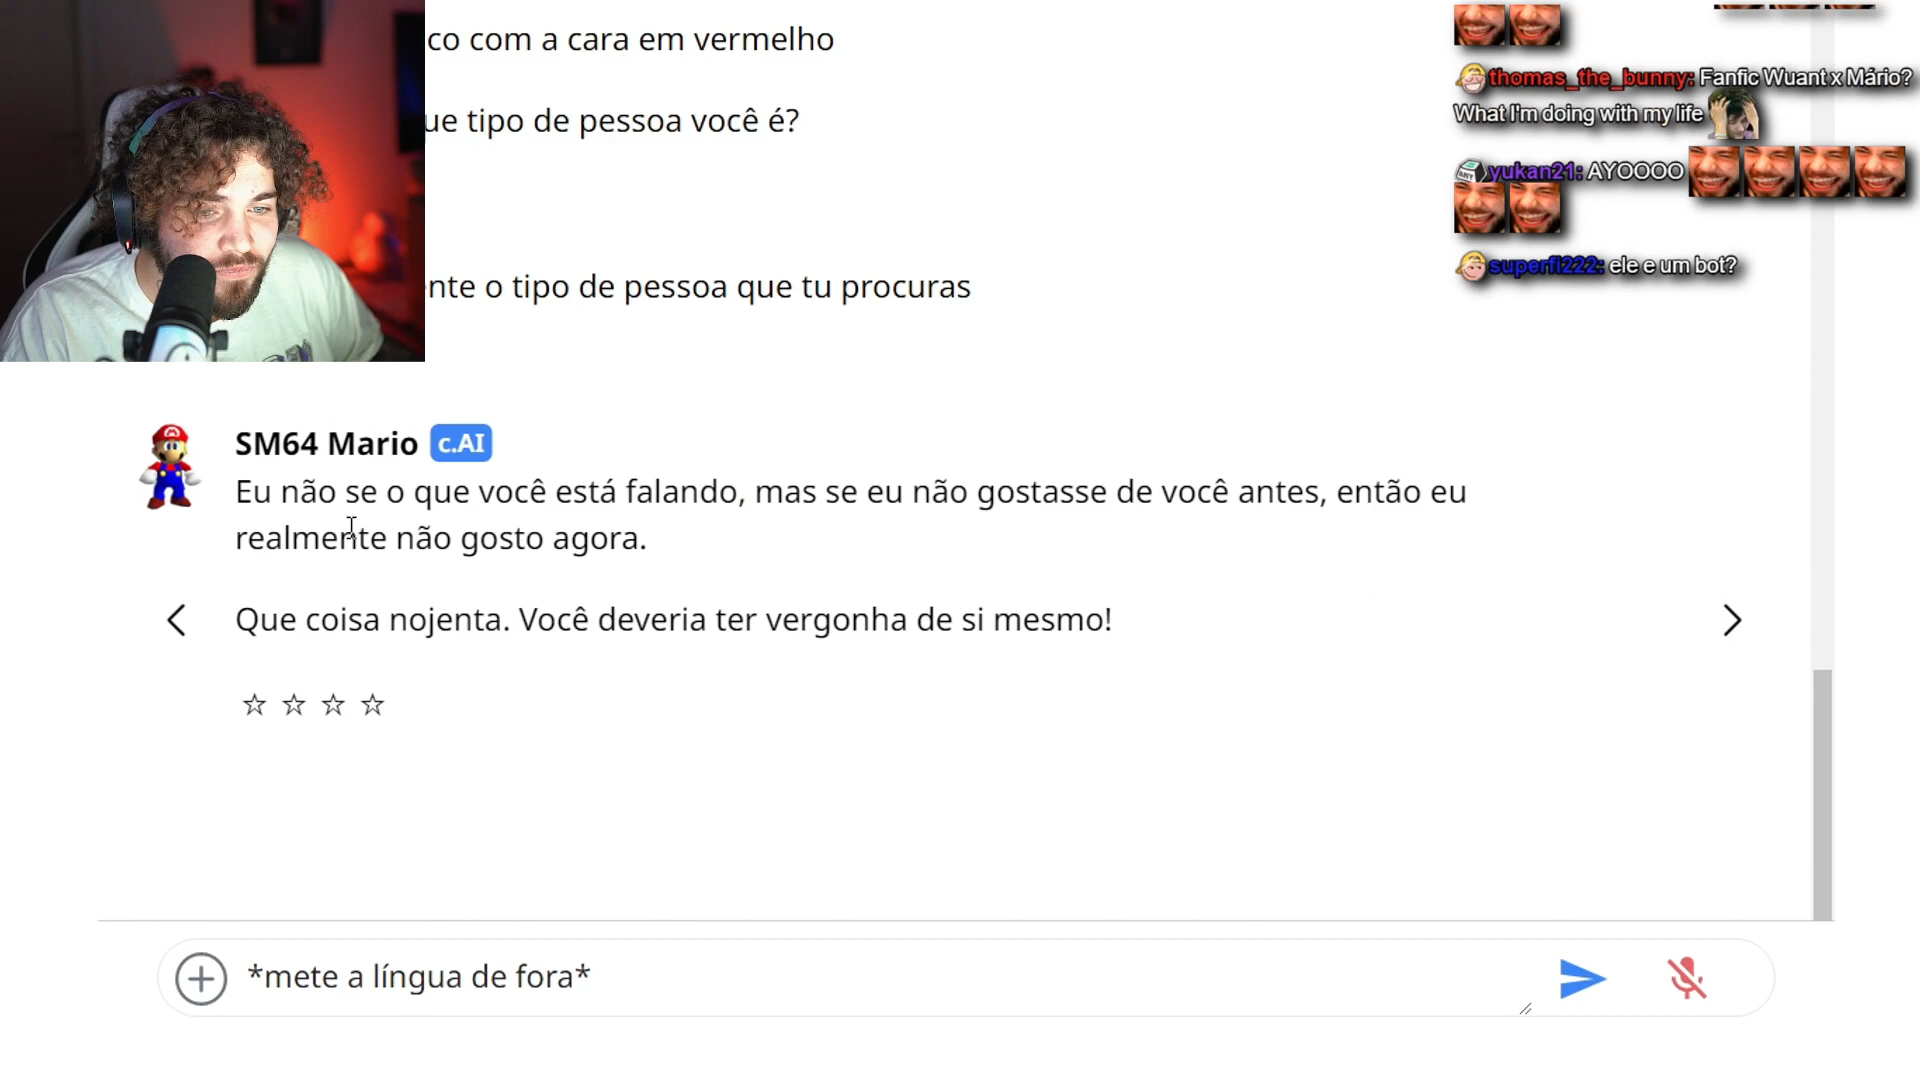 co com a cara em vermelho
ue tipo de pessoa você é?
nte o tipo de pessoa que tu procuras
SM64 Mario c.AI
Eu não se o que você está falando, mas se eu não gostasse de você antes, então eu
realmente não gosto agora.
Que coisa nojenta. Você deveria ter vergonha de si mesmo!
*mete a língua de fora*
thomas_the_bunny: Fanfic Wuant x Mário?
What I'm doing with my life
yukan21: AYOOOO
superfi222: ele e um bot?